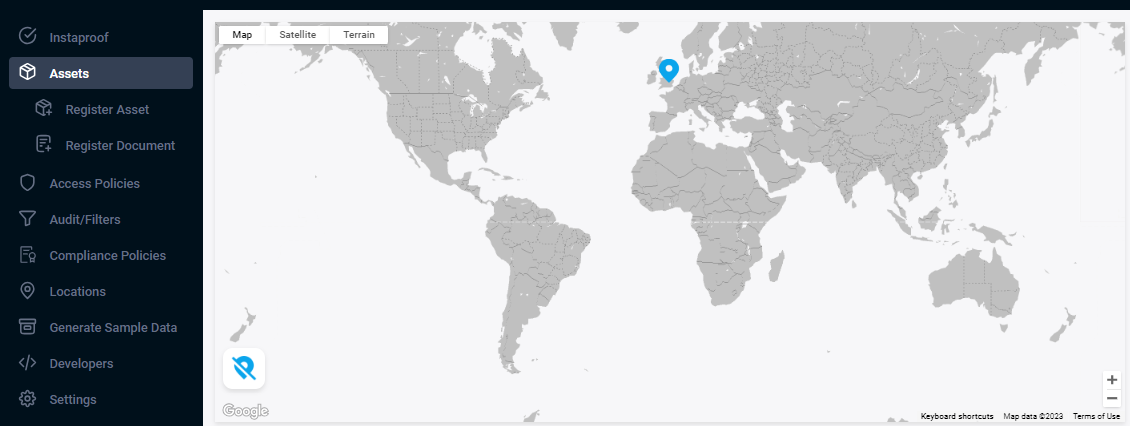 Instaproof
Assets
Register Asset
Register Document
Access Policies
Audit/Filters
Compliance Policies
Locations
Generate Sample Data
Developers
Settings
Map Satellite Terrain
Google
Keyboard shortcuts Map data ©2023 Terms of Use